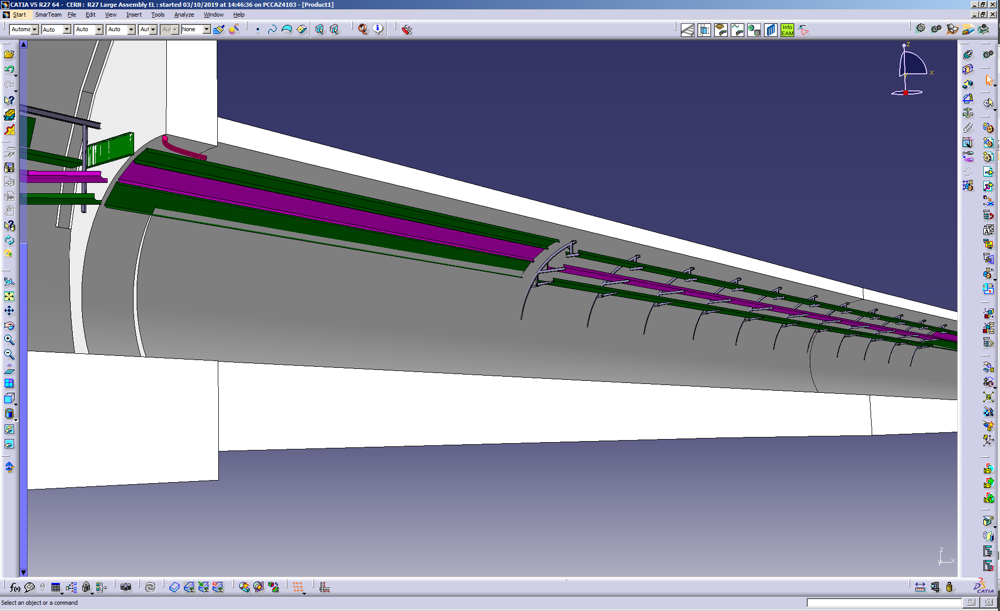 CATIA V5 R27 64 - CERN : R27 Large Assembly EL : started 03/10/2019 at 14:46:36 on PCCAZ4103 - [Product1]
Start SmarTeam File Edit View Insert Tools Analyze Window Help
Automa Auto Auto Auto Aut Aut None
Info
EAM
z
x
y
z
x
y
f(x)
CATIA
Select an object or a command